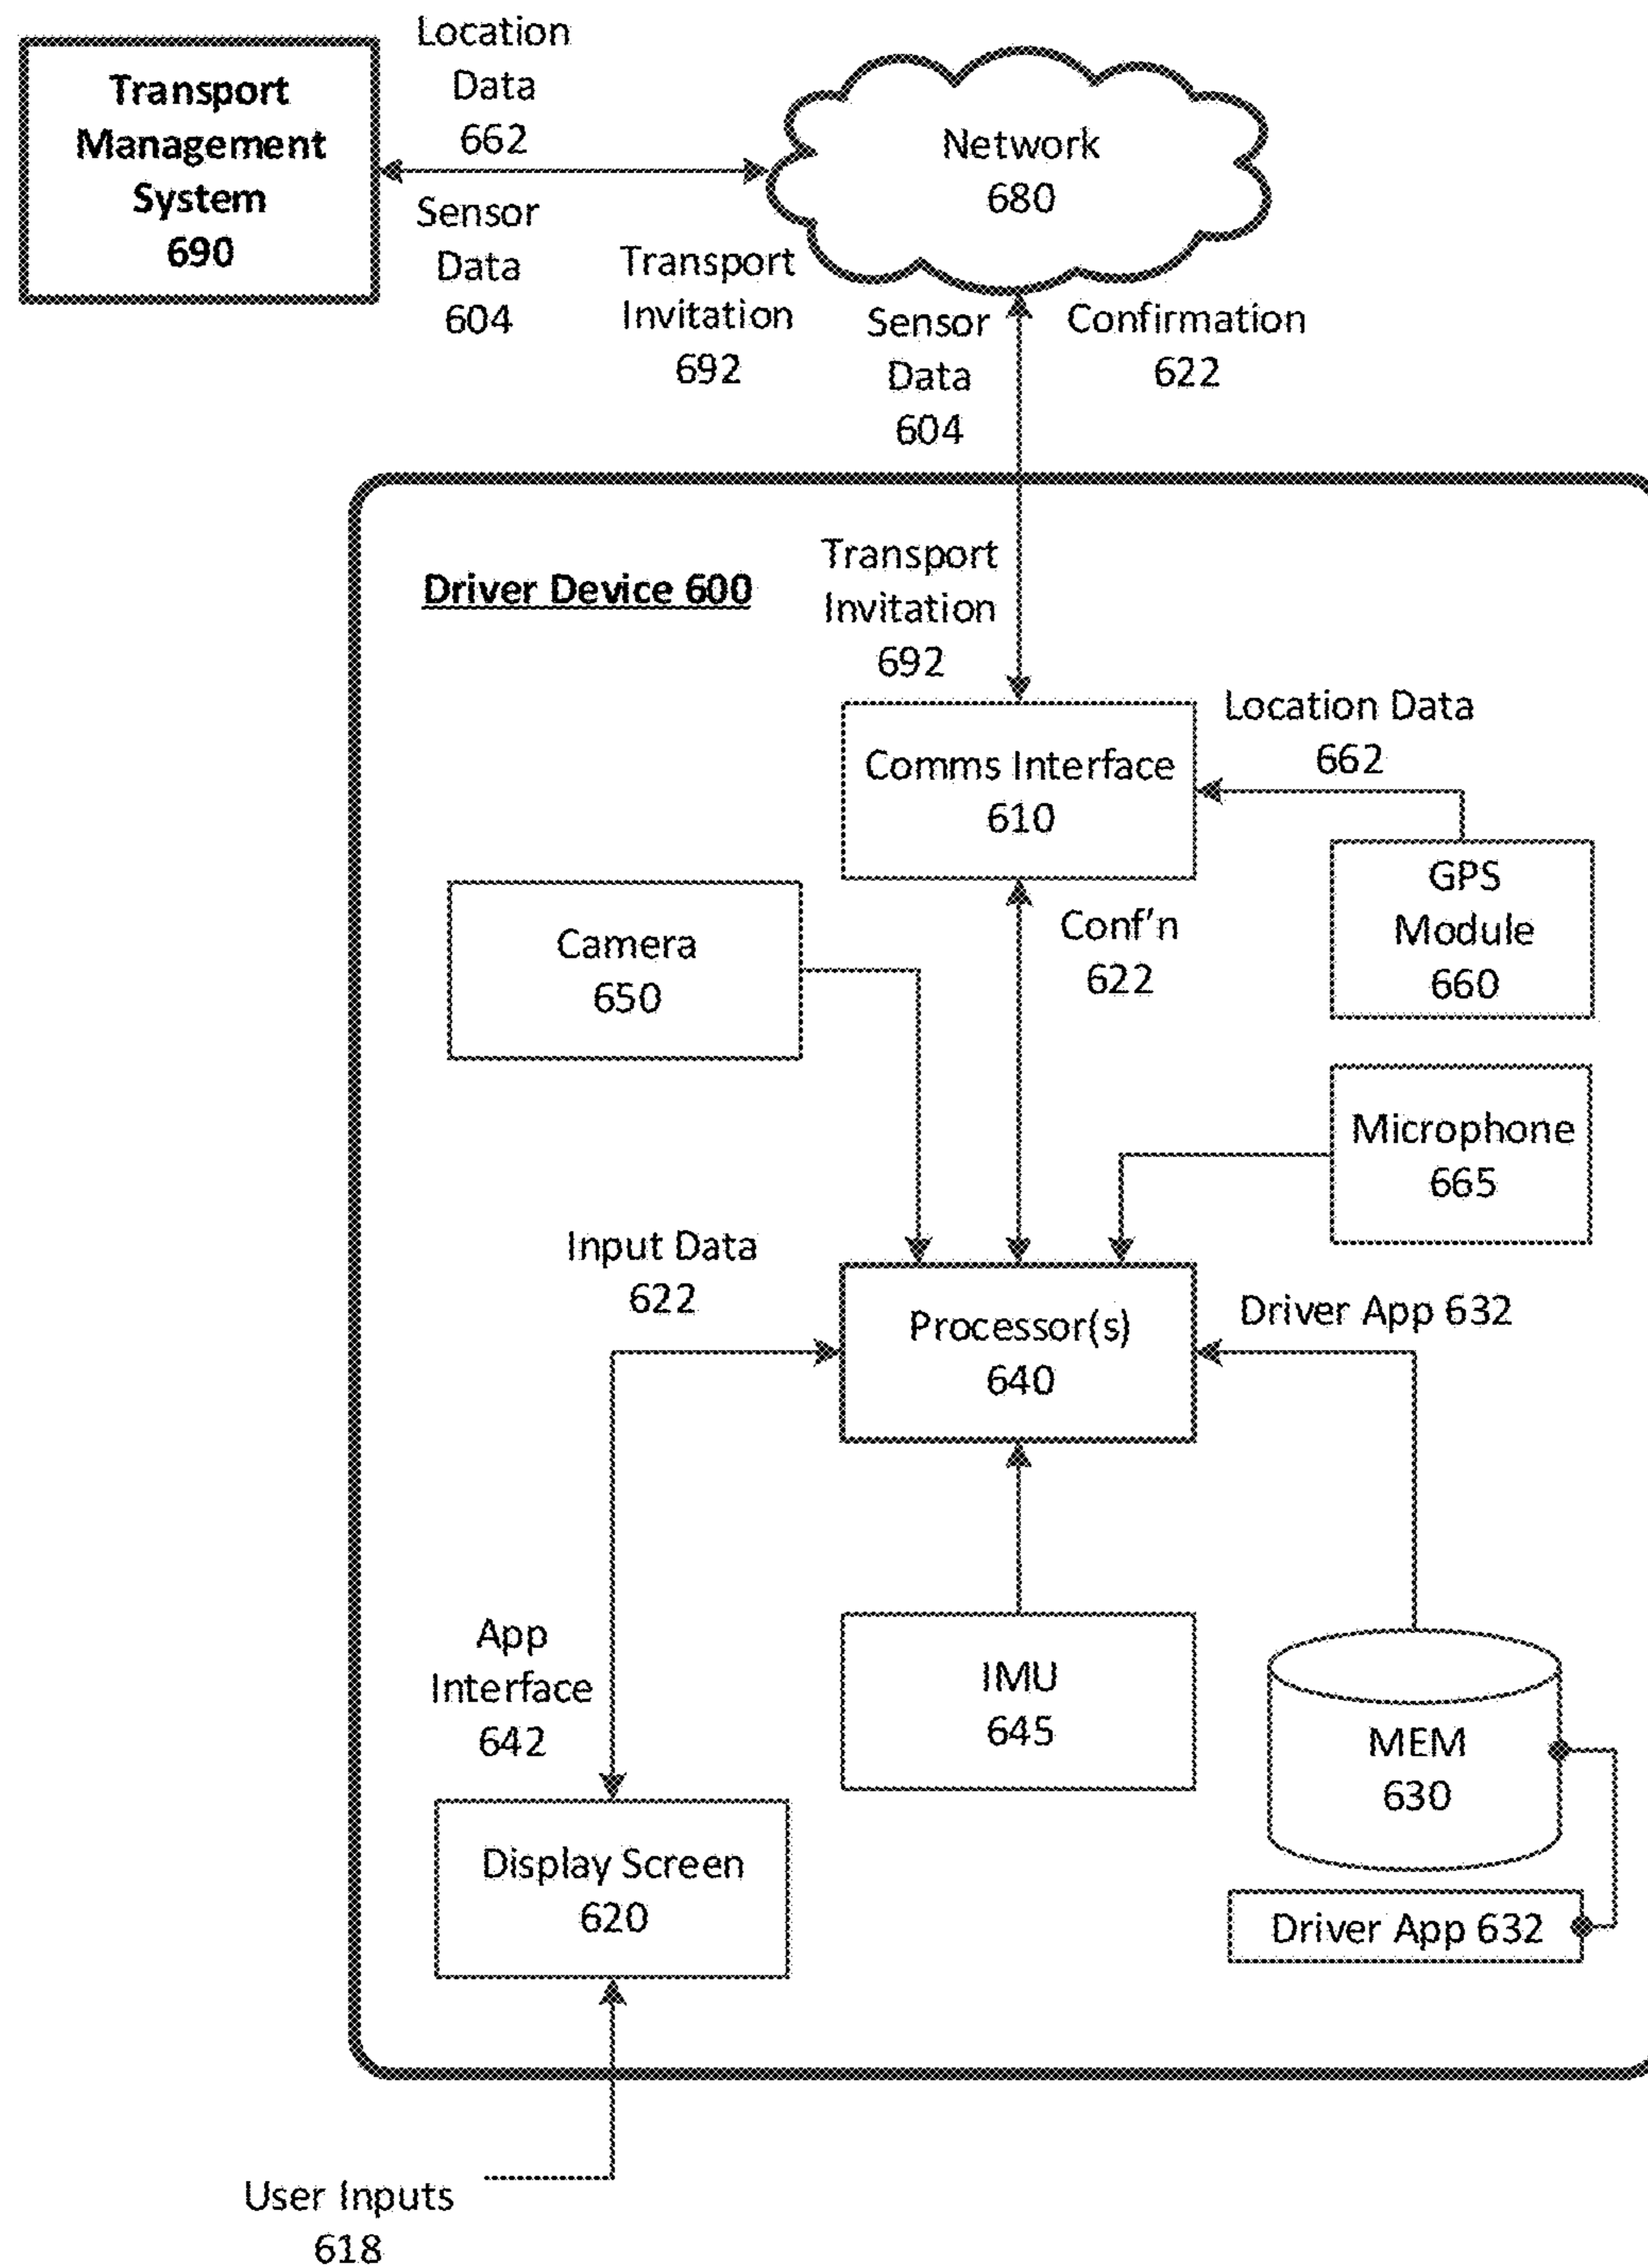 Transport
Management
System
690
Location
Data
662
Sensor
Data
604
Network
680
Transport
Invitation
692
Sensor
Data
604
Confirmation
622
Driver Device 600
Transport
Invitation
692
Comms Interface
610
Location Data
662
GPS
Module
660
Camera
650
Conf'n
622
Microphone
665
Input Data
622
Processor(s)
640
Driver App 632
App
Interface
642
IMU
645
MEM
630
Display Screen
620
Driver App 632
User Inputs
618